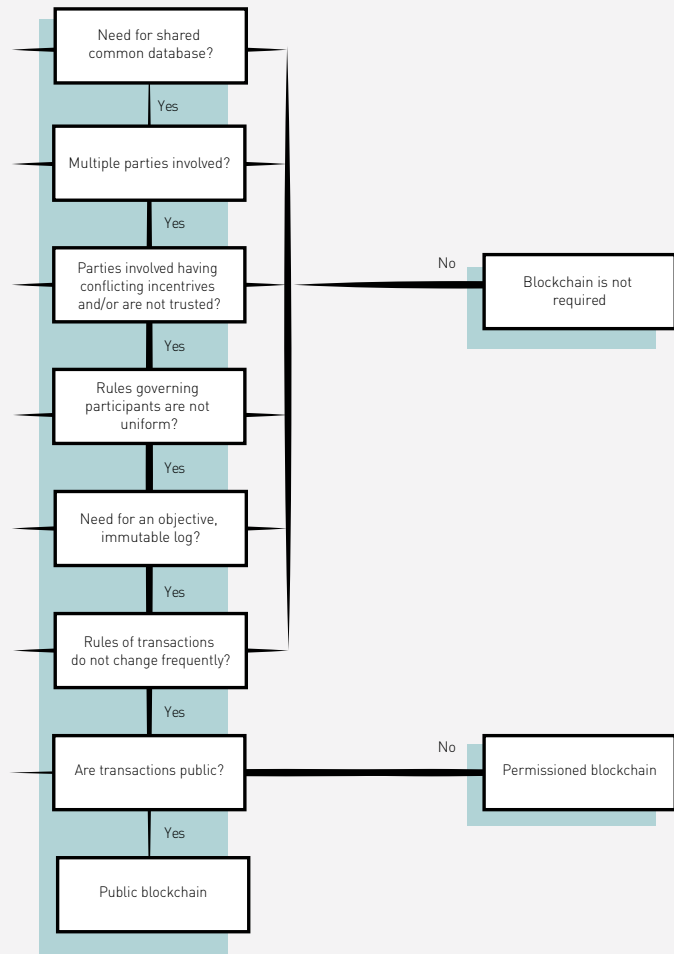 Need for shared
common database?
Yes
Multiple parties involved?
Yes
Parties involved having
conflicting incentives
and/or are not trusted?
No
Blockchain is not
required
Yes
Rules governing
participants are not
uniform?
Yes
Need for an objective,
immutable log?
Yes
Rules of transactions
do not change frequently?
Yes
Are transactions public?
No
Permissioned blockchain
Yes
Public blockchain